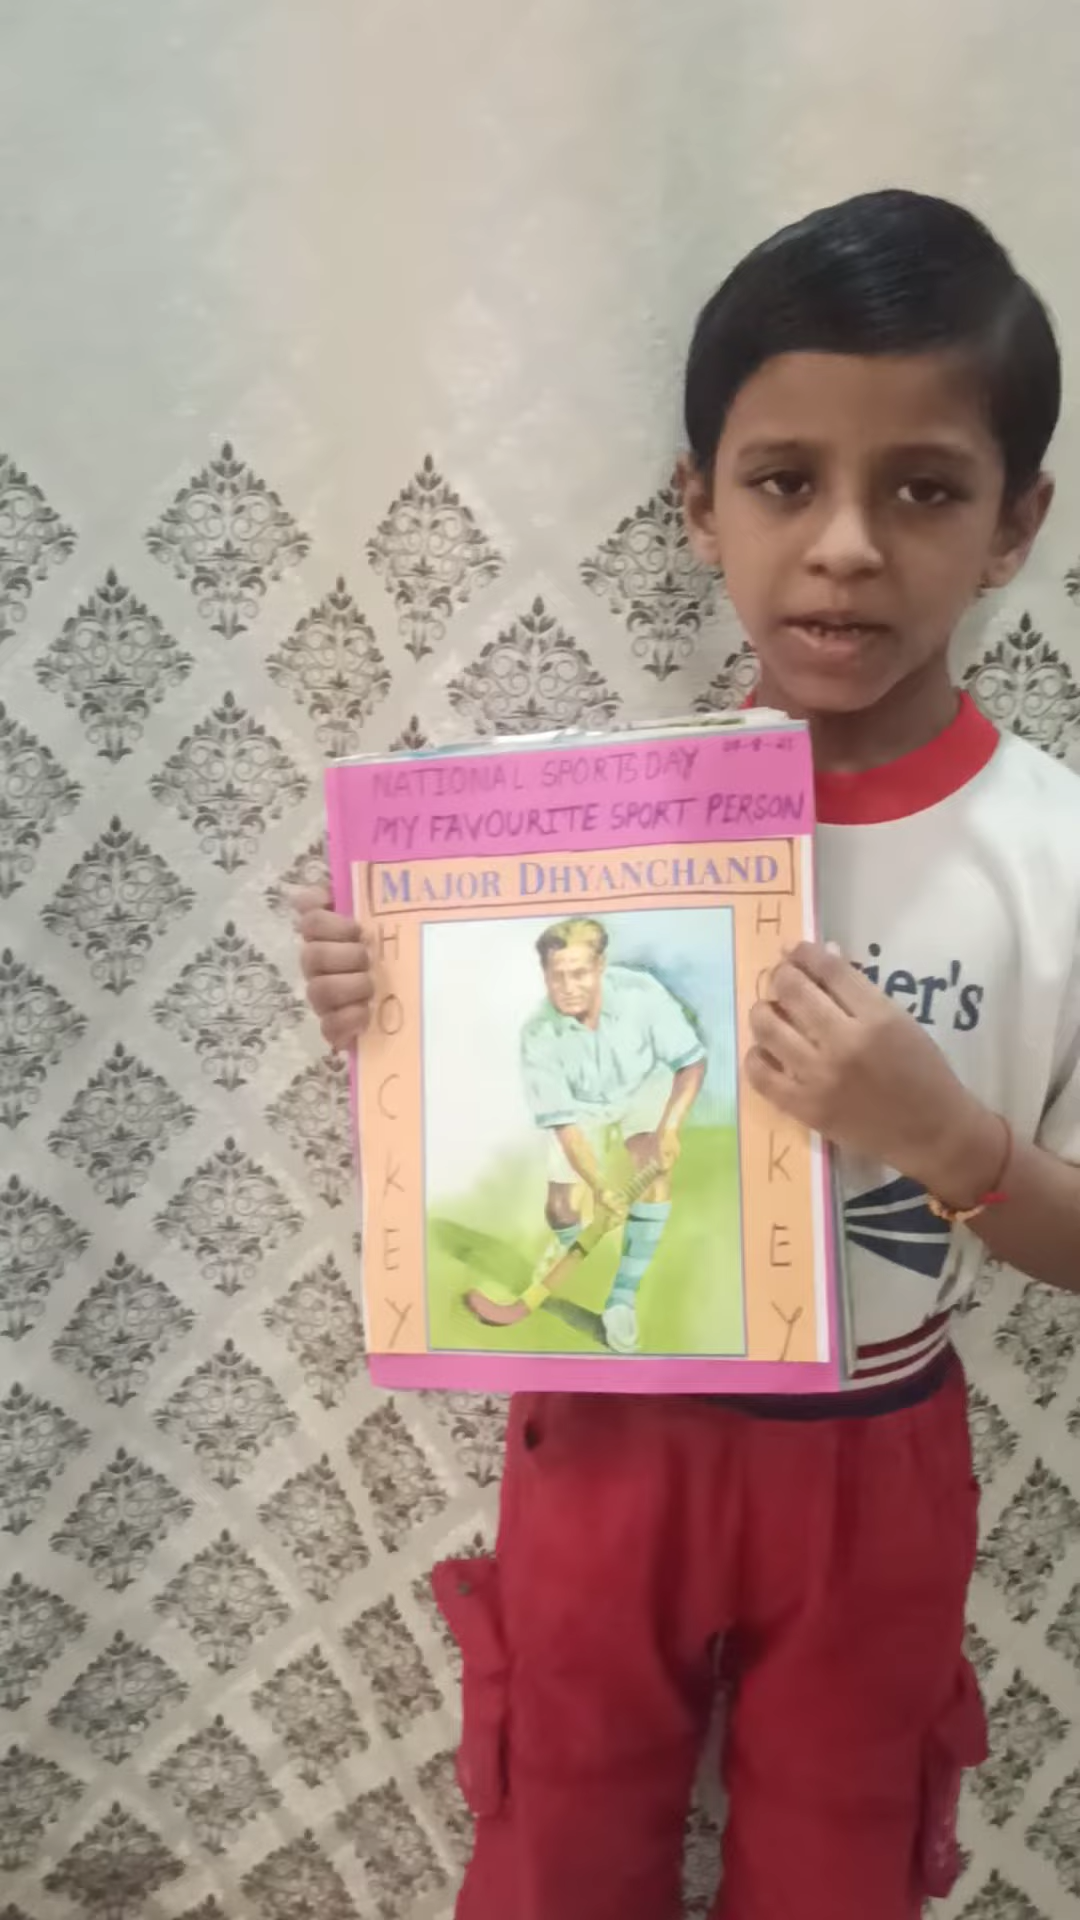 NATIONAL SPORTS DAY
MY FAVOURITE SPORT PERSON
MAJOR DHYANCHAND
HOCKEY
HOCKEY